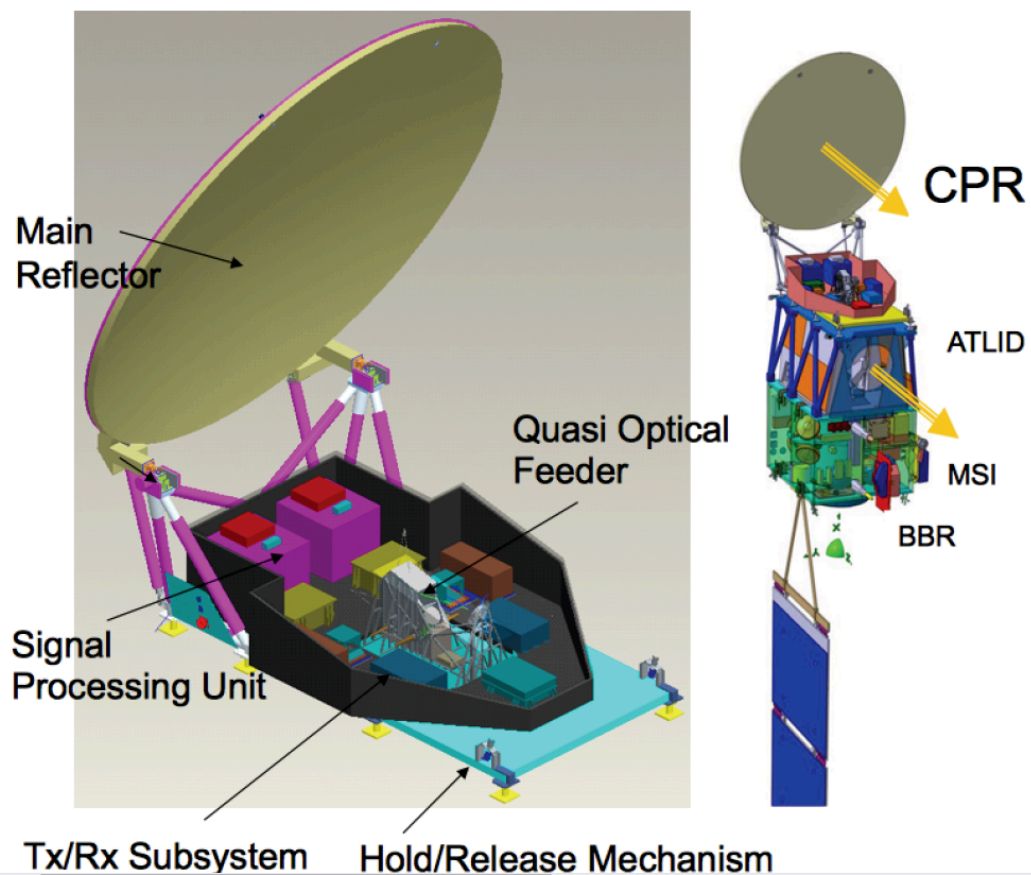 Main
Reflector
Quasi Optical
Feeder
Signal
Processing Unit
Tx/Rx Subsystem
Hold/Release Mechanism
CPR
ATLID
MSI
BBR